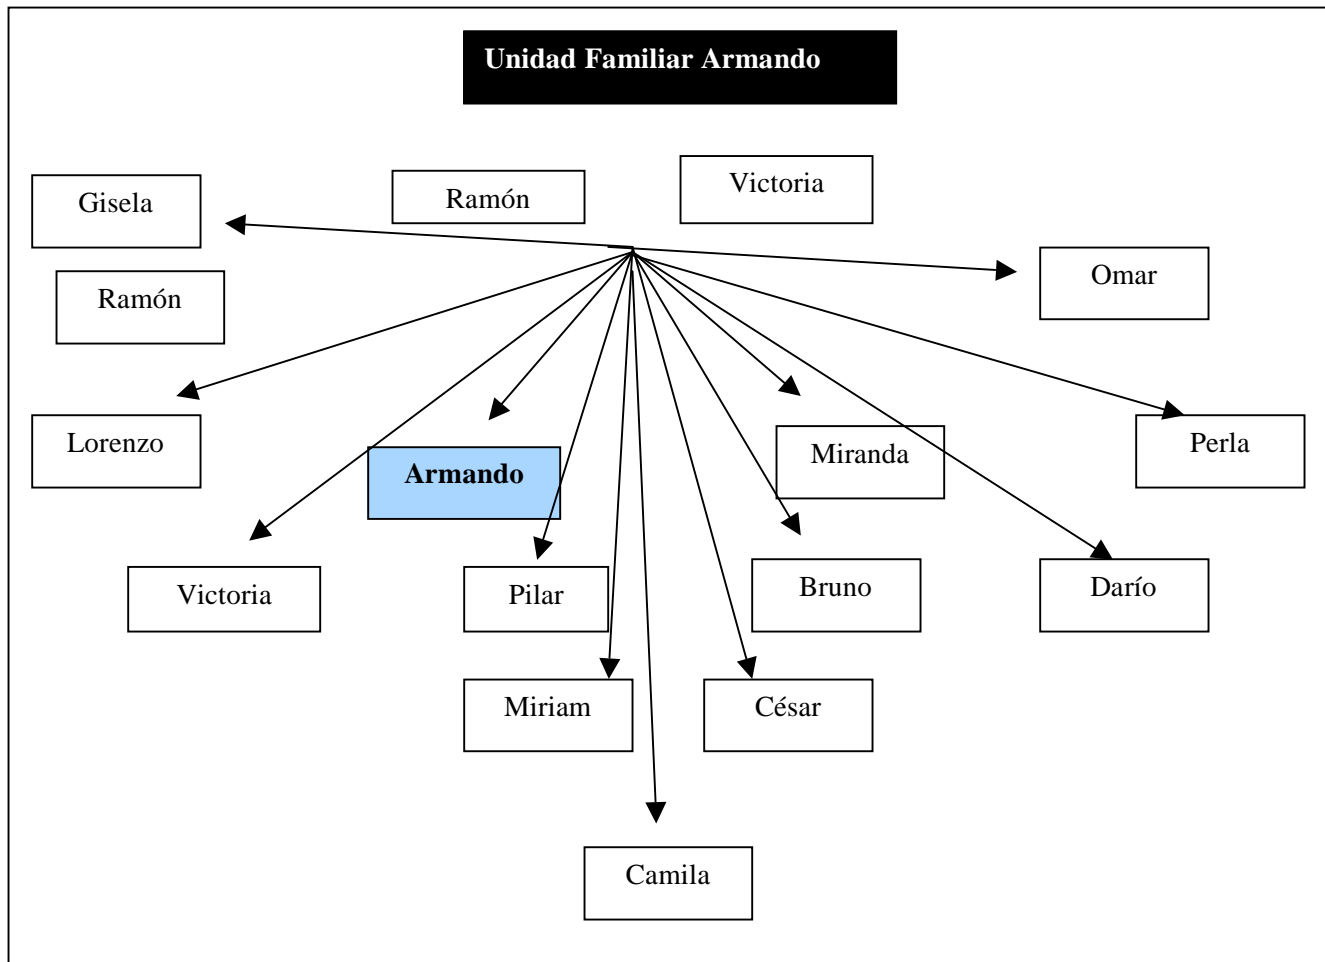 Unidad Familiar Armando
Gisela
Ramón
Victoria
Ramón
Omar
Lorenzo
Armando
Miranda
Perla
Victoria
Pilar
Bruno
Darío
Miriam
César
Camila